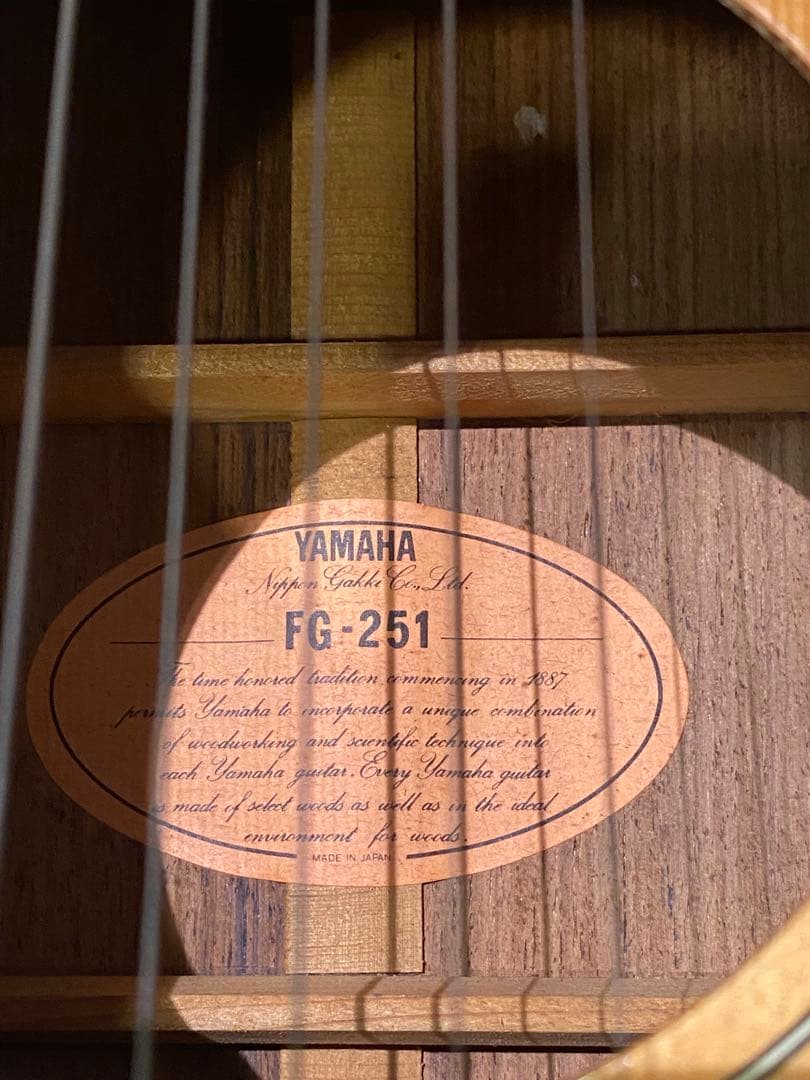 YAMAHA
Nippon Gakki Co., Ltd.
FG-251
The time honored tradition commencing in 1887
permits Yamaha to incorporate a unique combination
of woodworking and scientific technique into
each Yamaha guitar. Every Yamaha guitar
is made of select woods as well as in the ideal
environment for woods.
MADE IN JAPAN